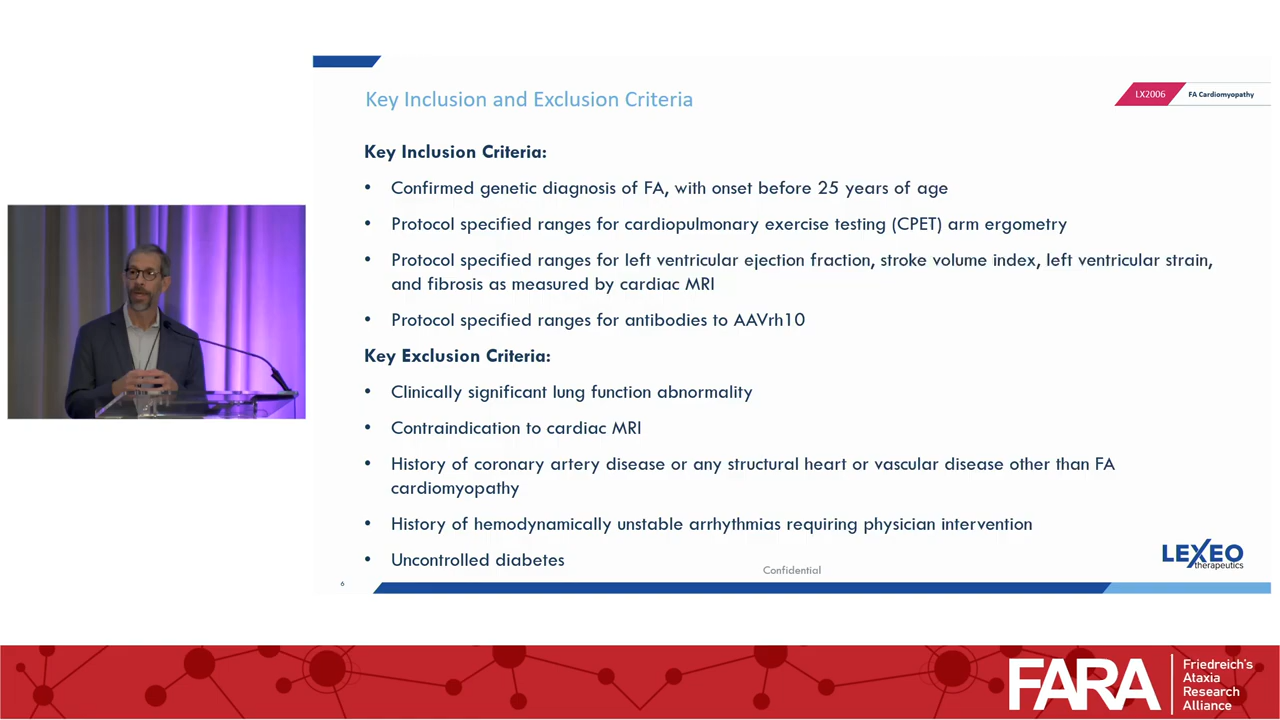 Key Inclusion and Exclusion Criteria
LX2006
FA Cardiomyopathy
Key Inclusion Criteria:
• Confirmed genetic diagnosis of FA, with onset before 25 years of age
• Protocol specified ranges for cardiopulmonary exercise testing (CPET) arm ergometry
• Protocol specified ranges for left ventricular ejection fraction, stroke volume index, left ventricular strain,
and fibrosis as measured by cardiac MRI
• Protocol specified ranges for antibodies to AAVrh10
Key Exclusion Criteria:
• Clinically significant lung function abnormality
• Contraindication to cardiac MRI
• History of coronary artery disease or any structural heart or vascular disease other than FA
cardiomyopathy
• History of hemodynamically unstable arrhythmias requiring physician intervention
• Uncontrolled diabetes
Confidential
LEXEO
therapeutics
6
FARA
Friedreich's
Ataxia
Research
Alliance